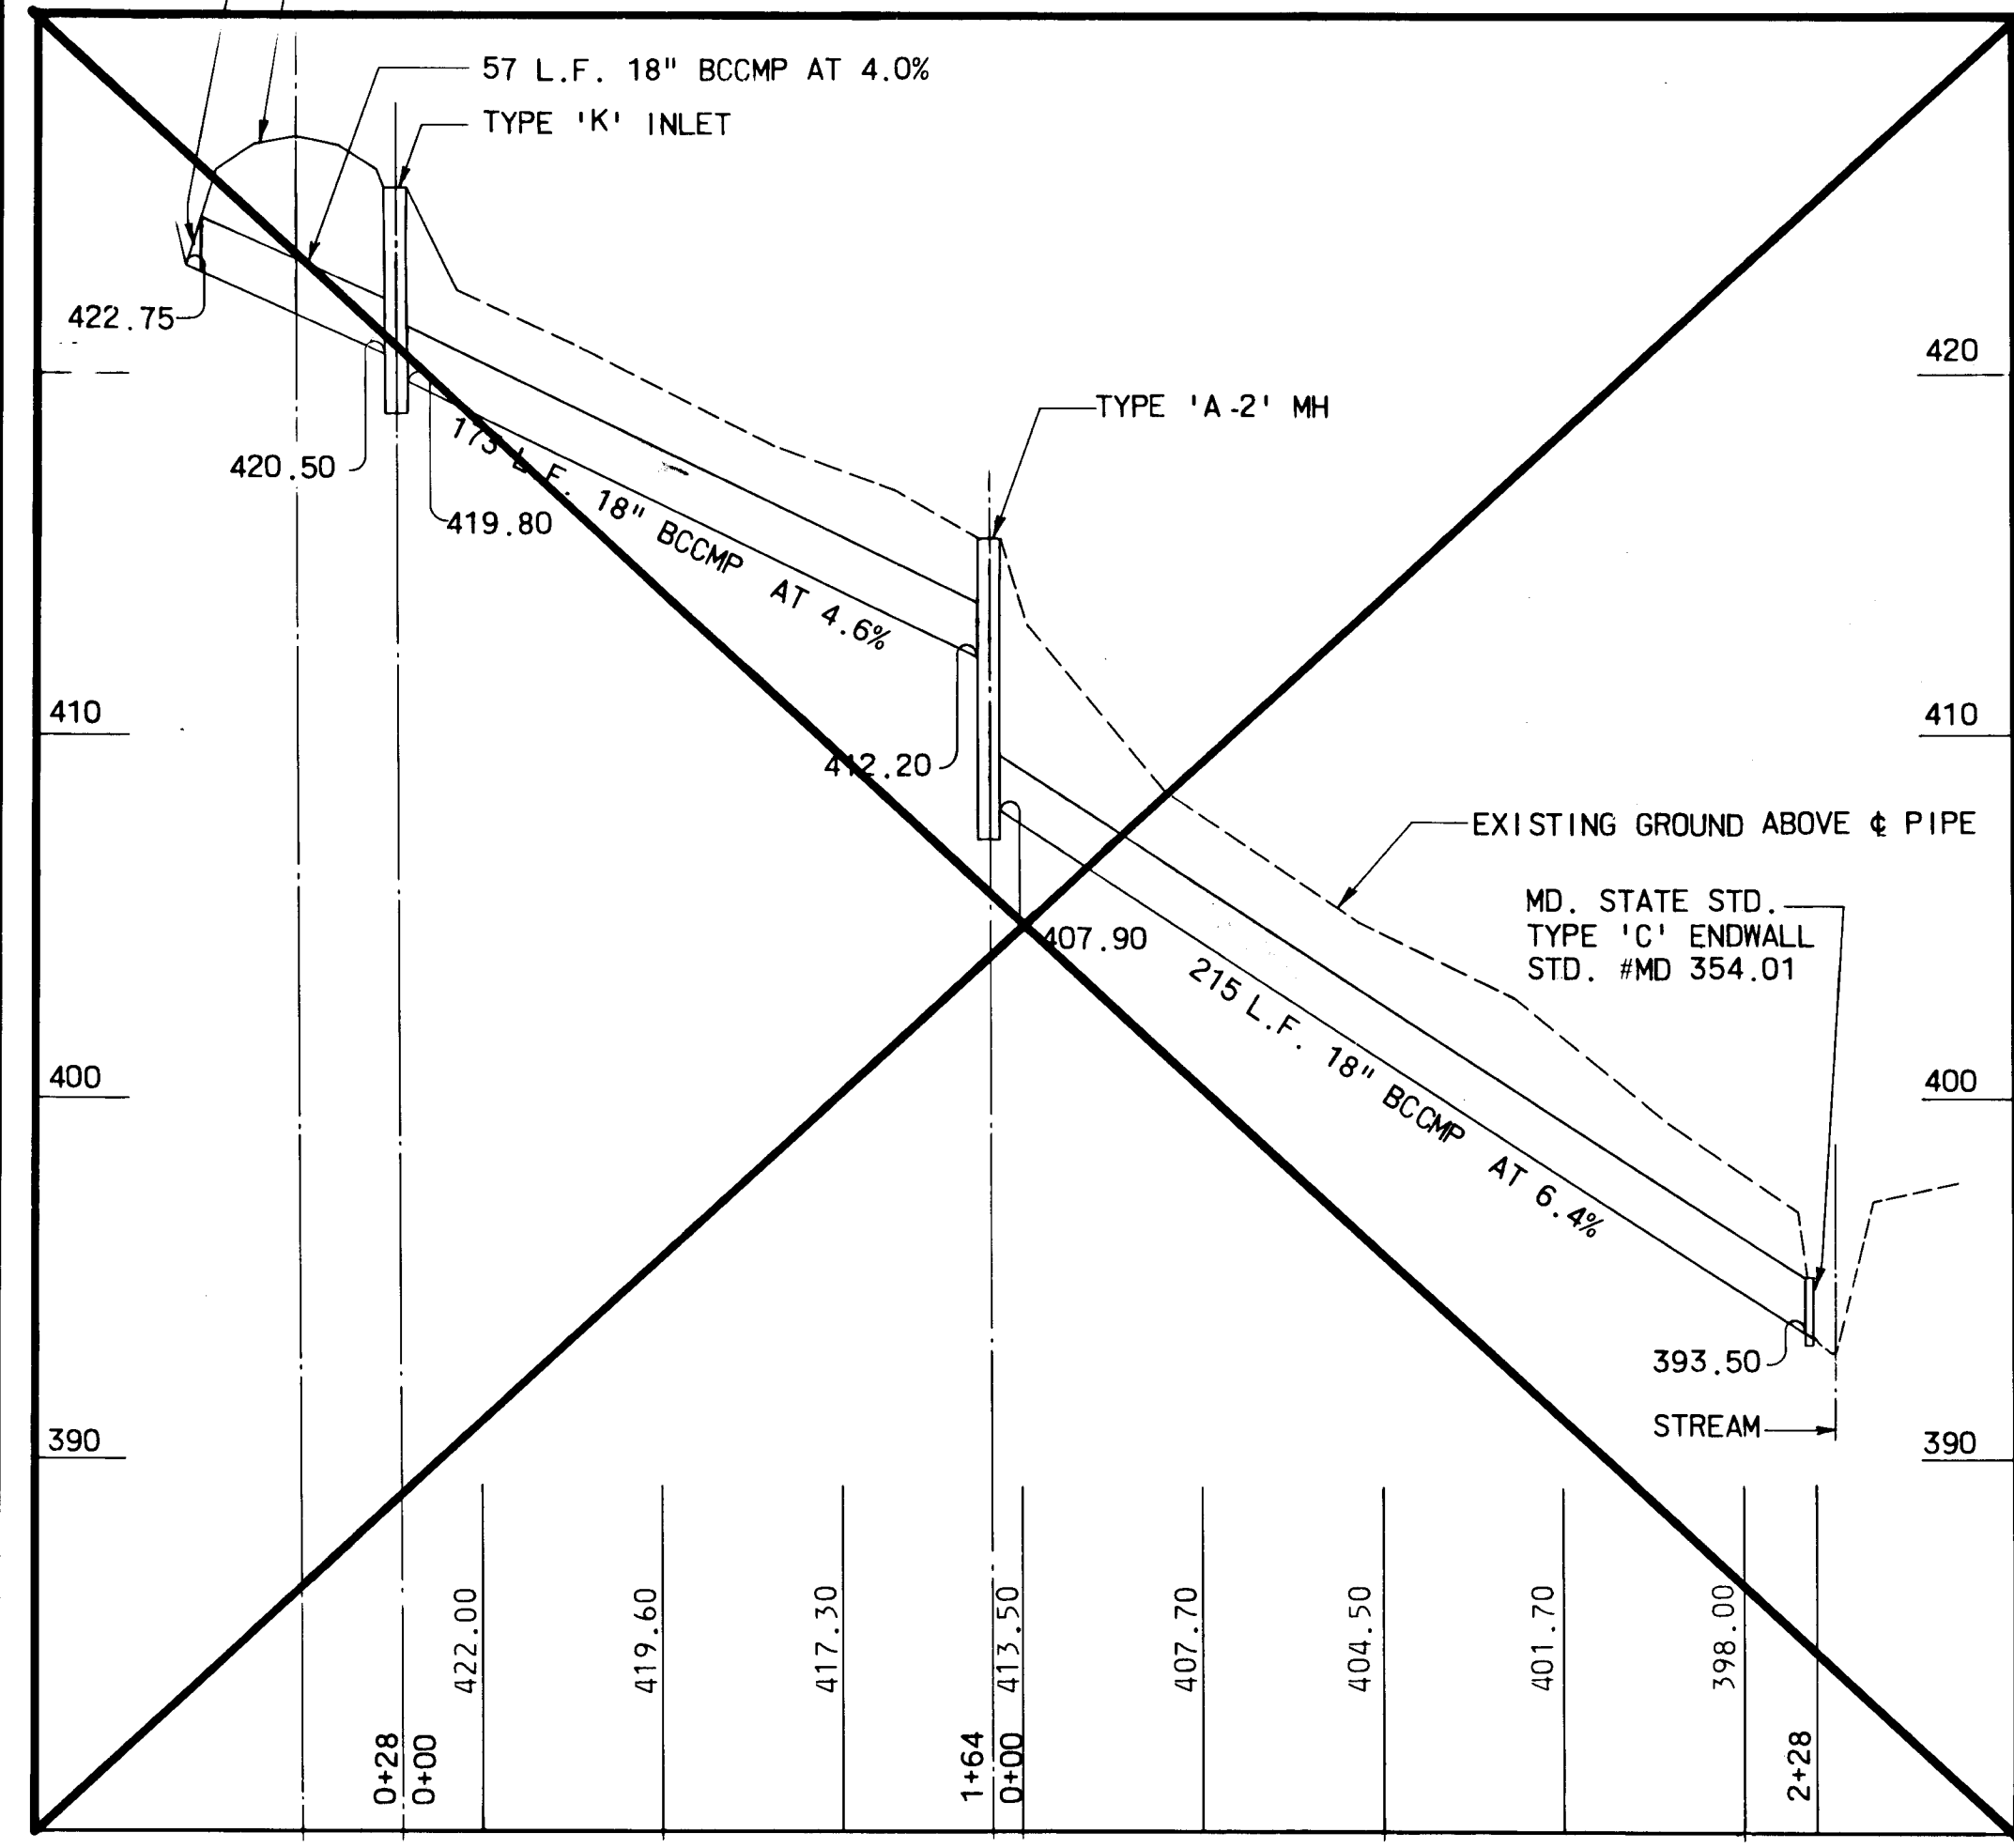 57 L.F. 18" BCCMP AT 4.0%
TYPE 'K' INLET
422.75
420
420.50
TYPE 'A-2' MH
173 L.F. 18" BCCMP AT 4.6%
419.80
410
410
412.20
EXISTING GROUND ABOVE ℄ PIPE
MD. STATE STD.
TYPE 'C' ENDWALL
STD. #MD 354.01
407.90
215 L.F. 18" BCCMP AT 6.4%
400
400
393.50
STREAM
390
390
422.00
419.60
417.30
413.50
407.70
404.50
401.70
398.00
0+28
0+00
1+64
0+00
2+28